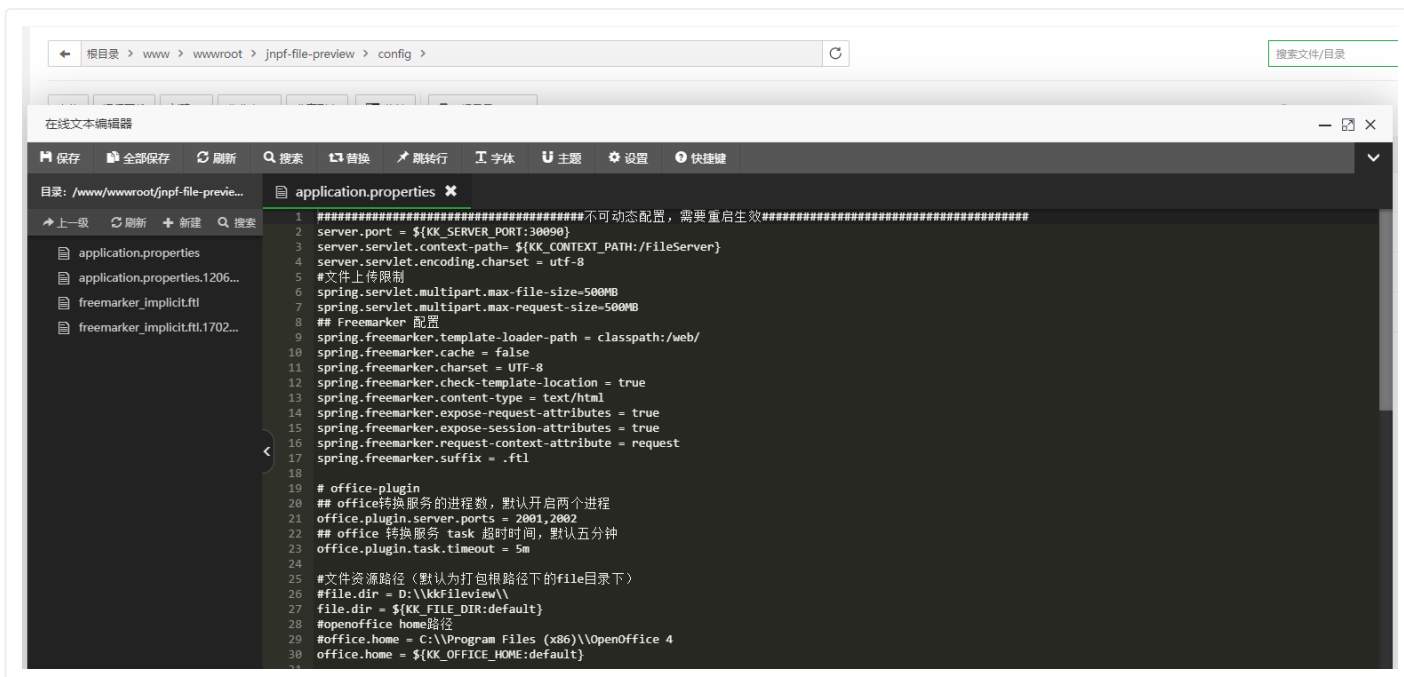 根目录 > www > wwwroot > jnpf-file-preview > config >
搜索文件/目录
在线文本编辑器
保存 全部保存 刷新 搜索 替换 跳转行 字体 主题 设置 快捷键
目录: /www/wwwroot/jnpf-file-previe...
application.properties
上一级 刷新 新建 搜索
application.properties
application.properties.1206...
freemarker_implicit.ftl
freemarker_implicit.ftl.1702...
1 #######################################不可动态配置，需要重启生效#######################################
2 server.port = ${KK_SERVER_PORT:30090}
3 server.servlet.context-path= ${KK_CONTEXT_PATH:/FileServer}
4 server.servlet.encoding.charset = utf-8
5 #文件上传限制
6 spring.servlet.multipart.max-file-size=500MB
7 spring.servlet.multipart.max-request-size=500MB
8 ## Freemarker 配置
9 spring.freemarker.template-loader-path = classpath:/web/
10 spring.freemarker.cache = false
11 spring.freemarker.charset = UTF-8
12 spring.freemarker.check-template-location = true
13 spring.freemarker.content-type = text/html
14 spring.freemarker.expose-request-attributes = true
15 spring.freemarker.expose-session-attributes = true
16 spring.freemarker.request-context-attribute = request
17 spring.freemarker.suffix = .ftl
18
19 # office-plugin
20 ## office转换服务的进程数，默认开启两个进程
21 office.plugin.server.ports = 2001,2002
22 ## office 转换服务 task 超时时间，默认五分钟
23 office.plugin.task.timeout = 5m
24
25 #文件资源路径（默认为打包根路径下的file目录下）
26 #file.dir = D:\\kkFileview\\
27 file.dir = ${KK_FILE_DIR:default}
28 #openoffice home路径
29 #office.home = C:\\Program Files (x86)\\OpenOffice 4
30 office.home = ${KK_OFFICE_HOME:default}